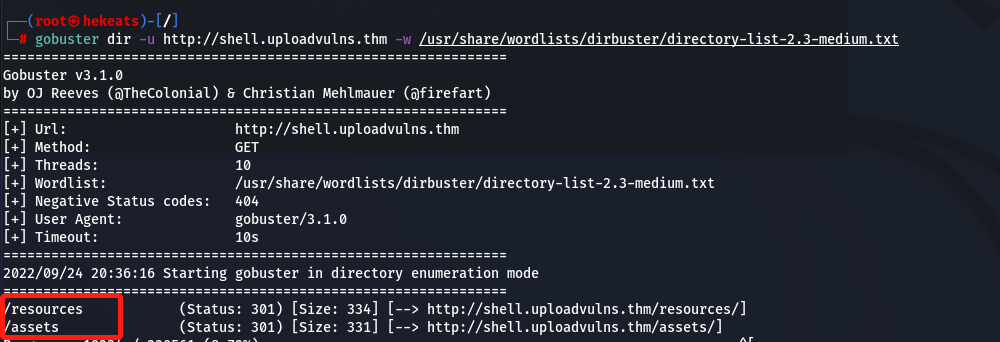 (root㉿hekeats)-[/]
# gobuster dir -u http://shell.uploadvulns.thm -w /usr/share/wordlists/dirbuster/directory-list-2.3-medium.txt
===============================================================
Gobuster v3.1.0
by OJ Reeves (@TheColonial) & Christian Mehlmauer (@firefart)
===============================================================
[+] Url:                     http://shell.uploadvulns.thm
[+] Method:                  GET
[+] Threads:                 10
[+] Wordlist:                /usr/share/wordlists/dirbuster/directory-list-2.3-medium.txt
[+] Negative Status codes:   404
[+] User Agent:              gobuster/3.1.0
[+] Timeout:                 10s
===============================================================
2022/09/24 20:36:16 Starting gobuster in directory enumeration mode
===============================================================
/resources            (Status: 301) [Size: 334] [--> http://shell.uploadvulns.thm/resources/]
/assets               (Status: 301) [Size: 331] [--> http://shell.uploadvulns.thm/assets/]